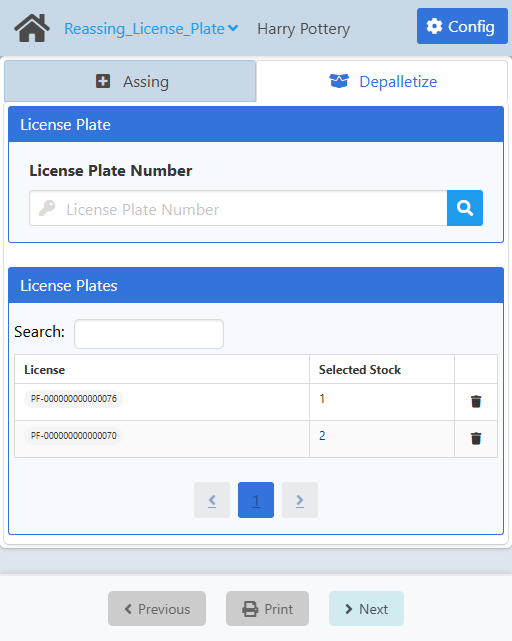 Reassing_License_Plate Harry Pottery Config
Assing Depalletize
License Plate
License Plate Number
License Plate Number
License Plates
Search:
License Selected Stock
PF-000000000000076 1
PF-000000000000070 2
1
Previous Print Next